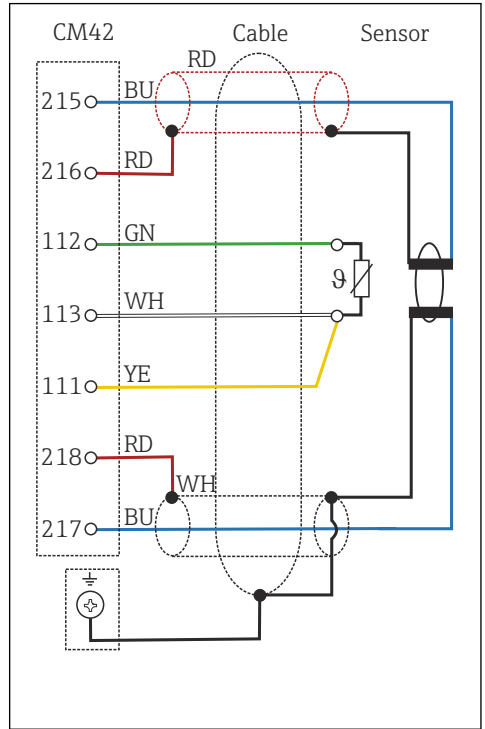 CM42 Cable Sensor
RD
215 BU
216 RD
112 GN
ϑ
113 WH
111 YE
218 RD
WH
217 BU